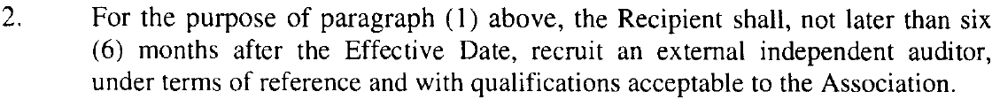 2. For the purpose of paragraph (1) above, the Recipient shall, not later than six
(6) months after the Effective Date, recruit an external independent auditor,
under terms of reference and with qualifications acceptable to the Association.